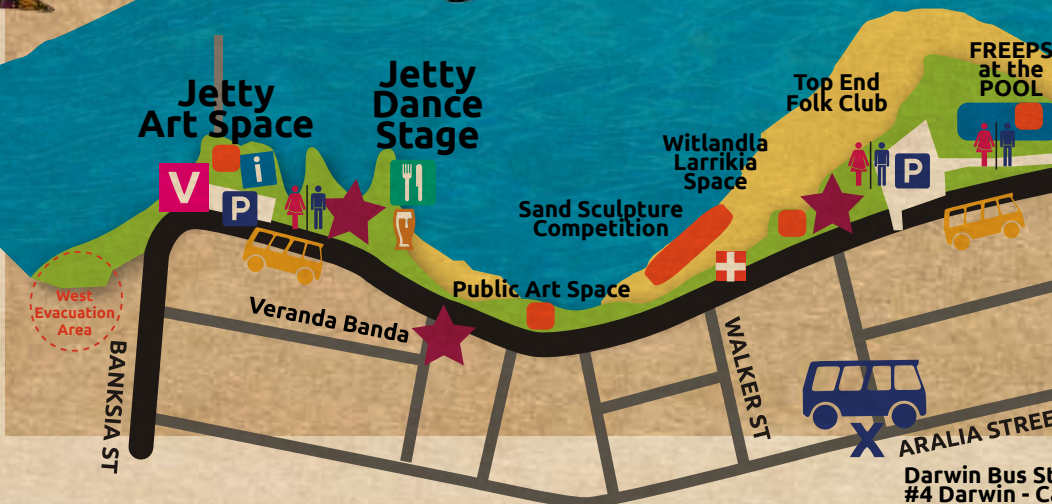 FREEPS
at the
POOL
Top End
Folk Club
Jetty
Art Space
Jetty
Dance
Stage
Witlandla
Larrikia
Space
Sand Sculpture
Competition
V
i
P
P
Public Art Space
Veranda Banda
West
Evacuation
Area
BANKSIA ST
WALKER ST
X
ARALIA STREE
Darwin Bus St
#4 Darwin - C